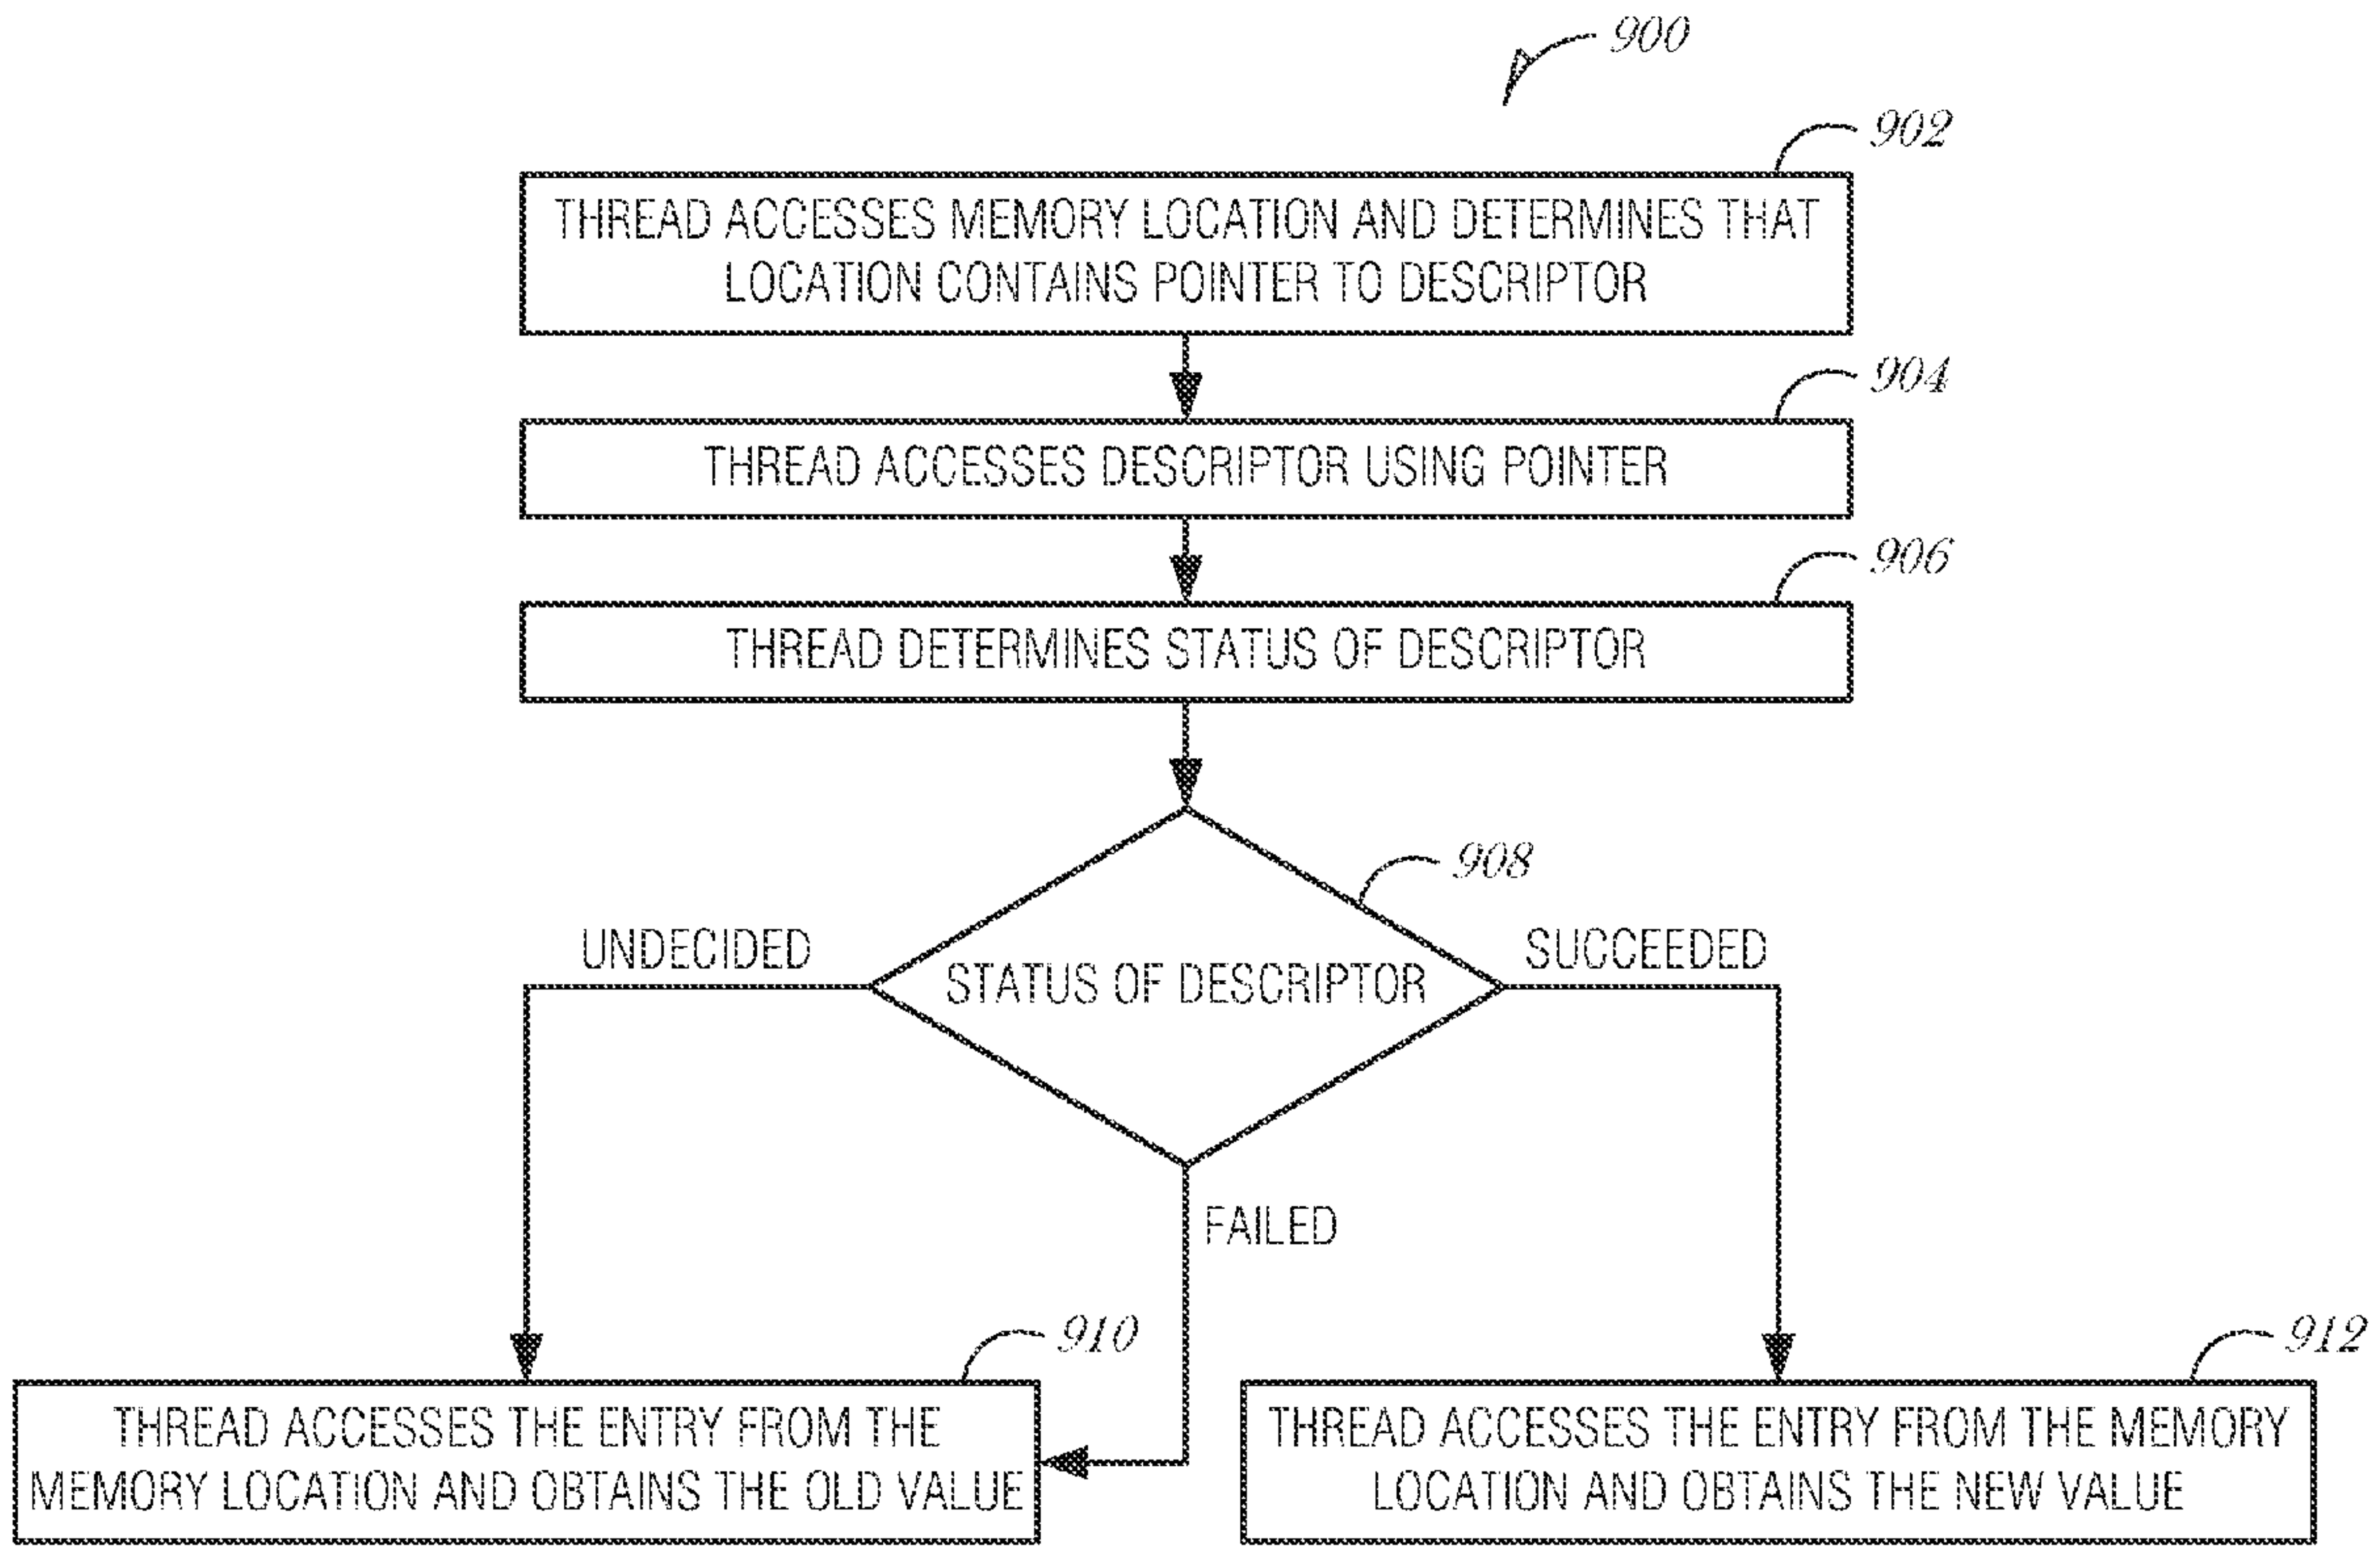 900
902
THREAD ACCESSES MEMORY LOCATION AND DETERMINES THAT
LOCATION CONTAINS POINTER TO DESCRIPTOR
904
THREAD ACCESSES DESCRIPTOR USING POINTER
906
THREAD DETERMINES STATUS OF DESCRIPTOR
908
UNDECIDED
SUCCEEDED
STATUS OF DESCRIPTOR
FAILED
910
THREAD ACCESSES THE ENTRY FROM THE
MEMORY LOCATION AND OBTAINS THE OLD VALUE
912
THREAD ACCESSES THE ENTRY FROM THE MEMORY
LOCATION AND OBTAINS THE NEW VALUE